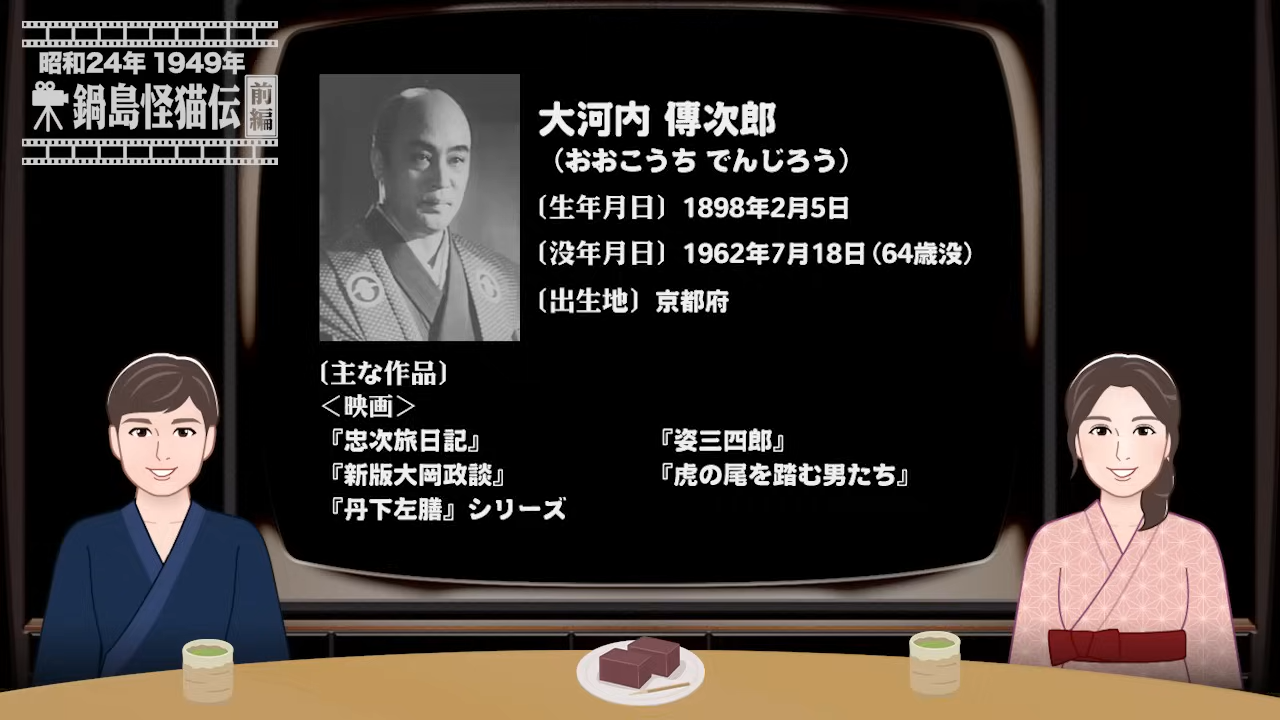 昭和24年 1949年
鍋島怪猫伝 前編
大河内 傳次郎
（おおこうち でんじろう）
〔生年月日〕 1898年2月5日
〔没年月日〕 1962年7月18日（64歳没）
〔出生地〕 京都府
〔主な作品〕
＜映画＞
『忠次旅日記』
『姿三四郎』
『新版大岡政談』
『虎の尾を踏む男たち』
『丹下左膳』シリーズ